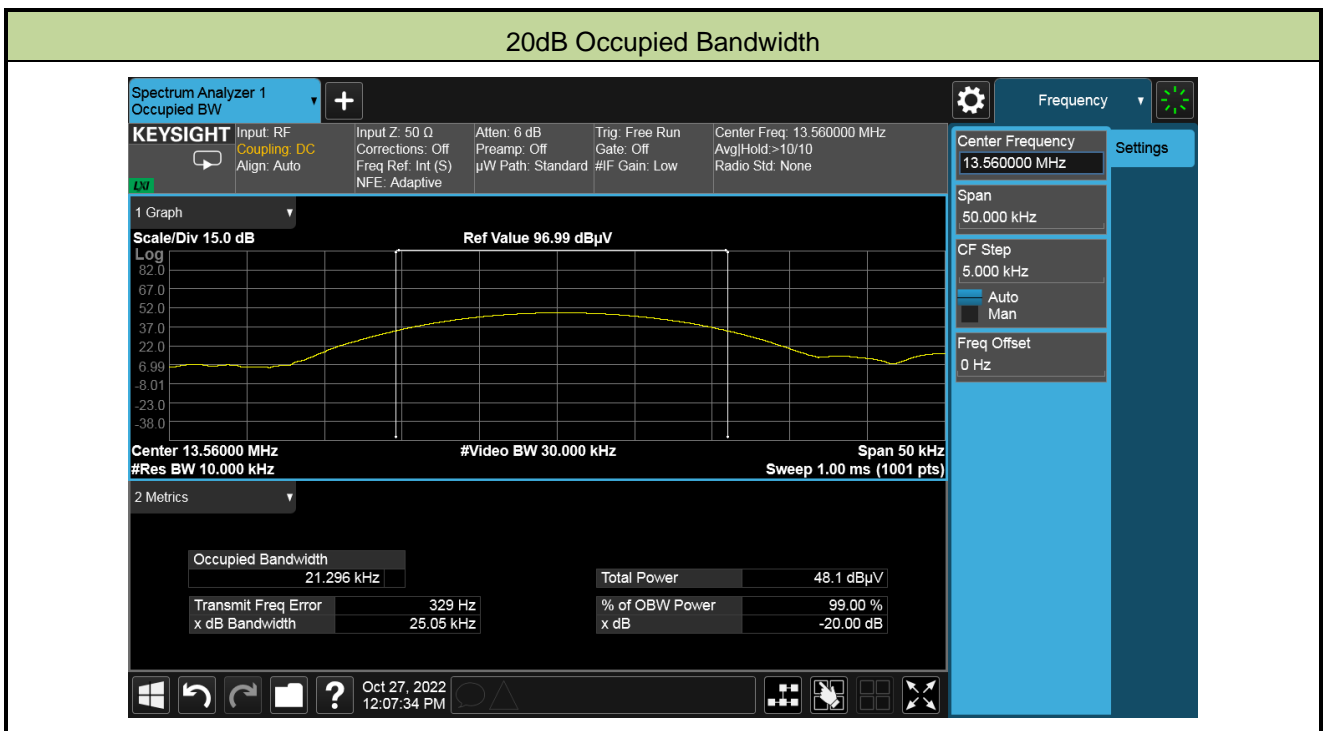 20dB Occupied Bandwidth
Spectrum Analyzer 1
Occupied BW
+
Frequency
KEYSIGHT
LXI
Input: RF
Coupling: DC
Align: Auto
Input Z: 50 Ω
Corrections: Off
Freq Ref: Int (S)
NFE: Adaptive
Atten: 6 dB
Preamp: Off
µW Path: Standard
Trig: Free Run
Gate: Off
#IF Gain: Low
Center Freq: 13.560000 MHz
Avg|Hold:>10/10
Radio Std: None
Center Frequency
13.560000 MHz
Settings
Span
50.000 kHz
CF Step
5.000 kHz
Auto
Man
Freq Offset
0 Hz
1 Graph
Scale/Div 15.0 dB
Ref Value 96.99 dBµV
Log
82.0
67.0
52.0
37.0
22.0
6.99
-8.01
-23.0
-38.0
Center 13.56000 MHz
#Video BW 30.000 kHz
Span 50 kHz
#Res BW 10.000 kHz
Sweep 1.00 ms (1001 pts)
2 Metrics
Occupied Bandwidth
21.296 kHz
Total Power 48.1 dBµV
Transmit Freq Error 329 Hz
% of OBW Power 99.00 %
x dB Bandwidth 25.05 kHz
x dB -20.00 dB
?
Oct 27, 2022
12:07:34 PM